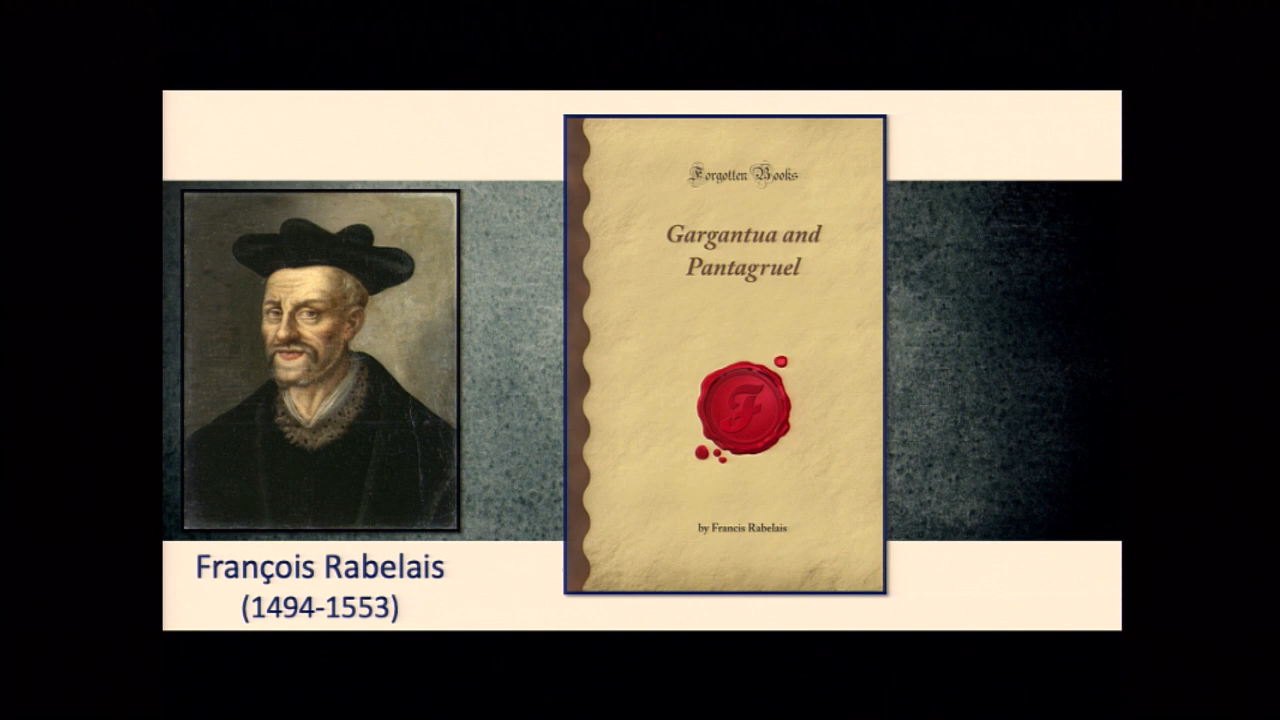 Forgotten Books
Gargantua and
Pantagruel
F
by Francis Rabelais
François Rabelais
(1494-1553)